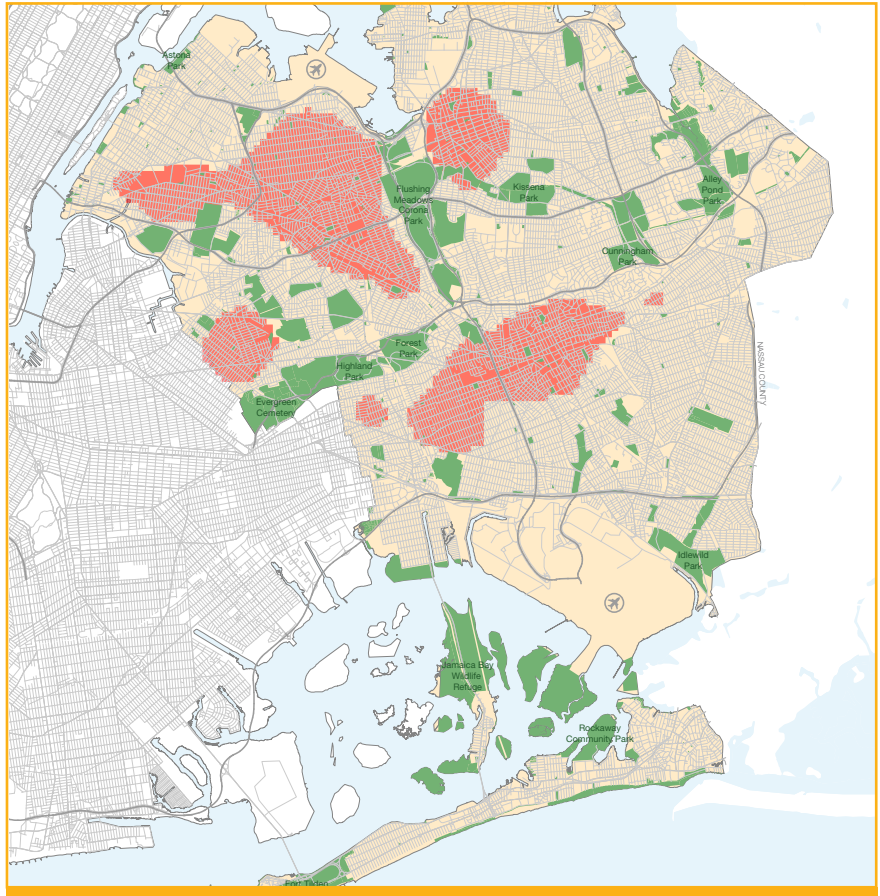 Astoria
Park
Flushing
Meadows
Corona
Park
Kissena
Park
Alley
Pond
Park
Cunningham
Park
Forest
Park
Highland
Park
Evergreen
Cemetery
NASSAU COUNTY
Idlewild
Park
Jamaica Bay
Wildlife
Refuge
Rockaway
Community Park
Fort Tilden